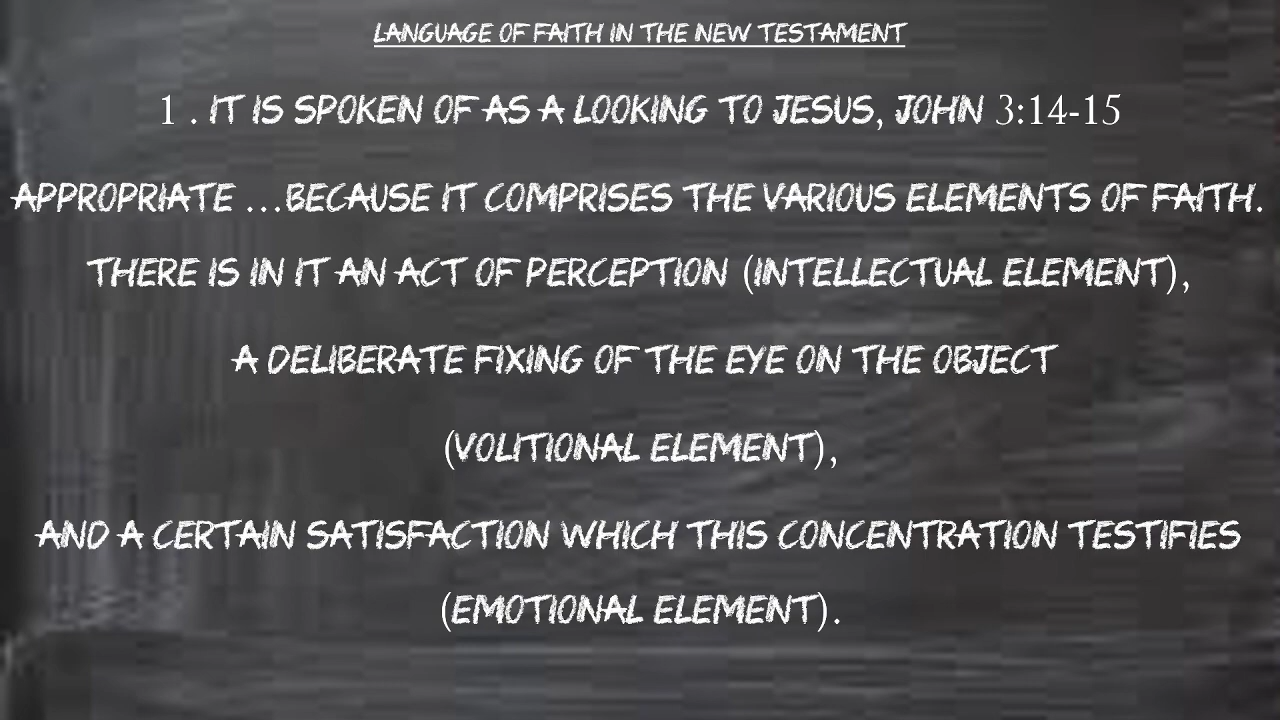 LANGUAGE OF FAITH IN THE NEW TESTAMENT
1 . IT IS SPOKEN OF AS A LOOKING TO JESUS, JOHN 3:14-15
APPROPRIATE ...BECAUSE IT COMPRISES THE VARIOUS ELEMENTS OF FAITH.
THERE IS IN IT AN ACT OF PERCEPTION (INTELLECTUAL ELEMENT),
A DELIBERATE FIXING OF THE EYE ON THE OBJECT
(VOLITIONAL ELEMENT),
AND A CERTAIN SATISFACTION WHICH THIS CONCENTRATION TESTIFIES
(EMOTIONAL ELEMENT).